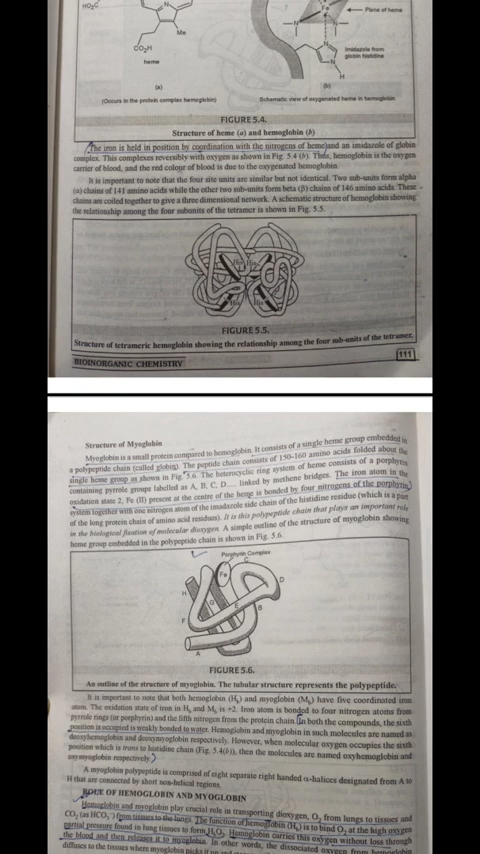 HO₂C
N
Me
CO₂H
heme
Fe
Plane of heme
N
N
N
N
H
Imidazole from
globin histidine
(a)
(b)
(Occurs in the protein complex hemoglobin)
Schematic view of oxygenated heme in hemoglobin
FIGURE 5.4.
Structure of heme (a) and hemoglobin (b)
The iron is held in position by coordination with the nitrogens of heme and an imidazole of globin
complex. This complexes reversibly with oxygen as shown in Fig. 5.4 (b). Thus, hemoglobin is the oxygen
carrier of blood, and the red colour of blood is due to the oxygenated hemoglobin.
It is important to note that the four site units are similar but not identical. Two sub-units form alpha
(α) chains of 141 amino acids while the other two sub-units form beta (β) chains of 146 amino acids. These
chains are coiled together to give a three dimensional network. A schematic structure of hemoglobin showing
the relationship among the four subunits of the tetramer is shown in Fig. 5.5.
His
His
His
His
FIGURE 5.5.
Structure of tetrameric hemoglobin showing the relationship among the four sub-units of the tetramer.
BIOINORGANIC CHEMISTRY
111
Structure of Myoglobin
Myoglobin is a small protein compared to hemoglobin. It consists of a single heme group embedded in
a polypeptide chain (called globin). The peptide chain consists of 150-160 amino acids folded about the
single heme group as shown in Fig. 5.6. The heterocyclic ring system of heme consists of a porphyrin
containing pyrrole groups labelled as A, B, C, D.... linked by methene bridges. The iron atom in the
oxidation state 2, Fe (II) present at the centre of the heme is bonded by four nitrogens of the porphyrin
system together with one nitrogen atom of the imadazole side chain of the histidine residue (which is a part
of the long protein chain of amino acid residues). It is this polypeptide chain that plays an important role
in the biological fixation of molecular dioxygen. A simple outline of the structure of myoglobin showing
heme group embedded in the polypeptide chain is shown in Fig. 5.6.
Porphyrin Complex
C
Fe
D
H
G
E
B
F
A
FIGURE 5.6.
An outline of the structure of myoglobin. The tubular structure represents the polypeptide.
It is important to note that both hemoglobin (Hb) and myoglobin (Mb) have five coordinated iron
atom. The oxidation state of iron in Hb and Mb is +2. Iron atom is bonded to four nitrogen atoms from
pyrrole rings (or porphyrin) and the fifth nitrogen from the protein chain. In both the compounds, the sixth
position is occupied is weakly bonded to water. Hemoglobin and myoglobin in such molecules are named as
deoxyhemoglobin and deoxymyoglobin respectively. However, when molecular oxygen occupies the sixth
position which is trans to histidine chain (Fig. 5.4(b)), then the molecules are named oxyhemoglobin and
oxymyoglobin respectively.
A myoglobin polypeptide is comprised of eight separate right handed α-halices designated from A to
H that are connected by short non-helical regions.
ROLE OF HEMOGLOBIN AND MYOGLOBIN
Hemoglobin and myoglobin play crucial role in transporting dioxygen, O₂ from lungs to tissues and
CO₂ (as HCO₃⁻) from tissues to the lungs. The function of hemoglobin (Hb) is to bind O₂ at the high oxygen
partial pressure found in lung tissues to form HbO₂. Hemoglobin carries this oxygen without loss through
the blood and then releases it to myoglobin. In other words, the dissociated oxygen from hemoglobin
diffuses to the tissues where myoglobin picks it up and